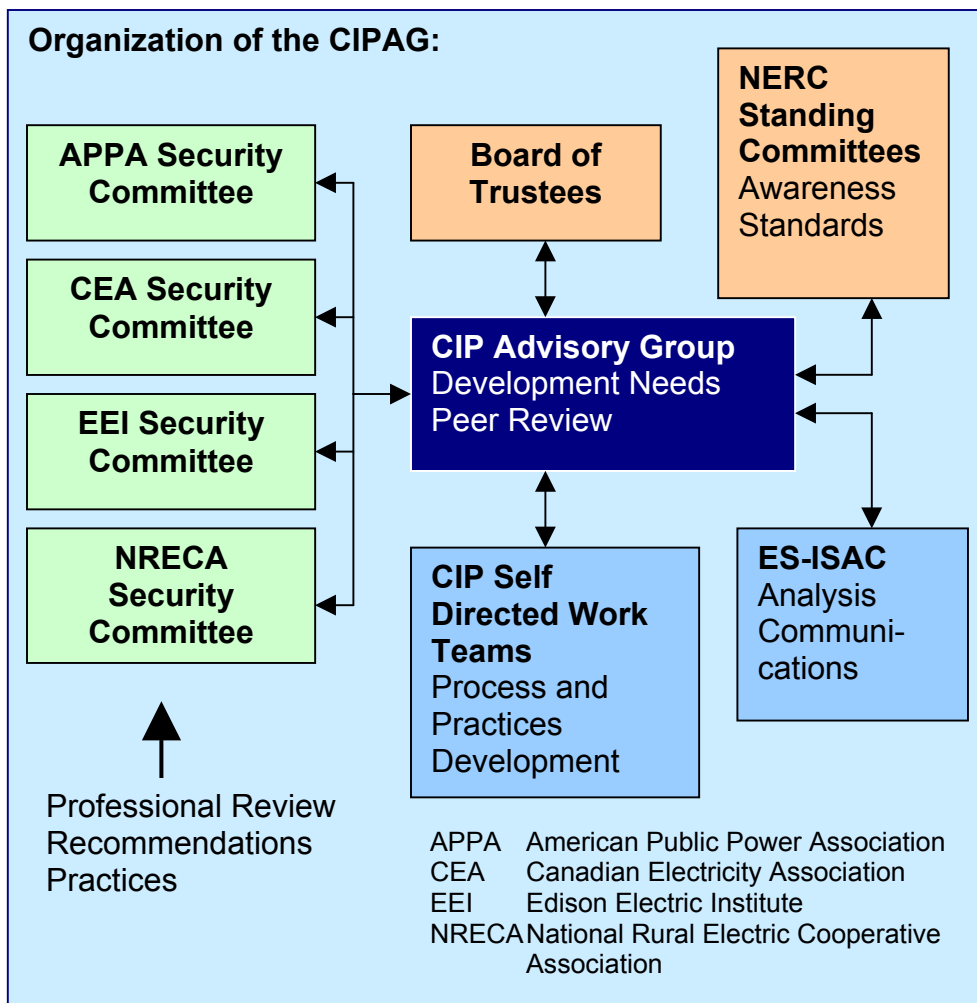 Organization of the CIPAG:
APPA Security
Committee
CEA Security
Committee
EEI Security
Committee
NRECA
Security
Committee
Professional Review
Recommendations
Practices
Board of
Trustees
CIP Advisory Group
Development Needs
Peer Review
CIP Self
Directed Work
Teams
Process and
Practices
Development
NERC
Standing
Committees
Awareness
Standards
ES-ISAC
Analysis
Communi-
cations
APPA American Public Power Association
CEA Canadian Electricity Association
EEI Edison Electric Institute
NRECA National Rural Electric Cooperative
Association